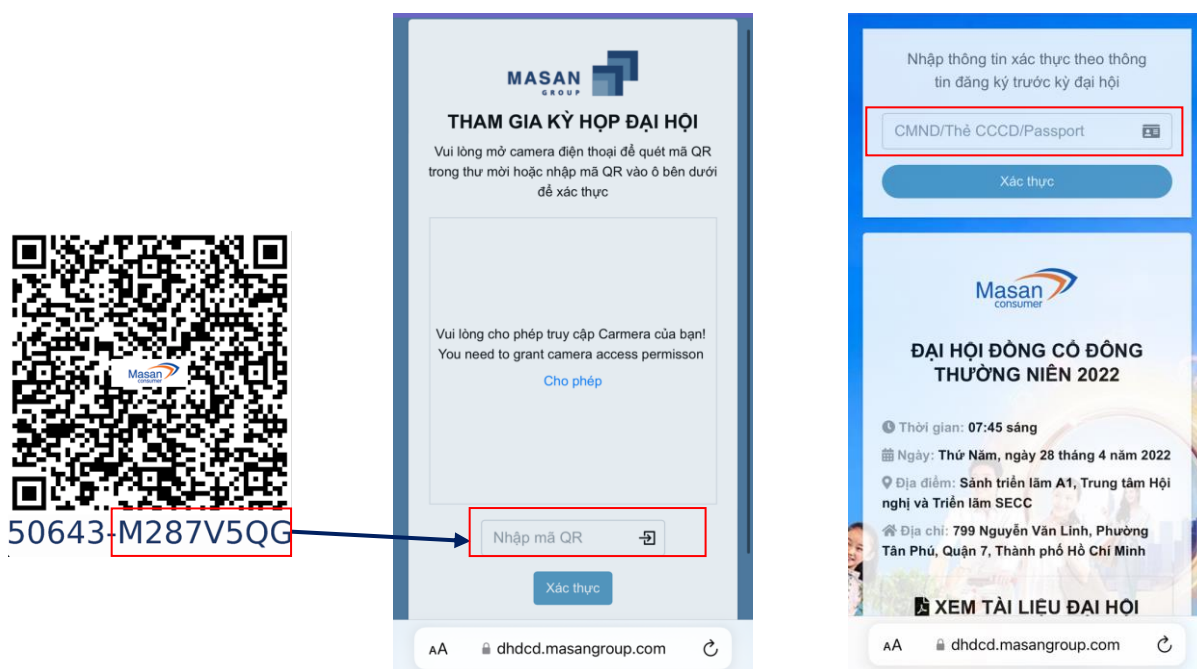 Masan
consumer
50643-M287V5QG
MASAN
GROUP
THAM GIA KỲ HỌP ĐẠI HỘI
Vui lòng mở camera điện thoại để quét mã QR
trong thư mời hoặc nhập mã QR vào ô bên dưới
để xác thực
Vui lòng cho phép truy cập Carmera của bạn!
You need to grant camera access permisson
Cho phép
Nhập mã QR
Xác thực
AA dhdcd.masangroup.com
Nhập thông tin xác thực theo thông
tin đăng ký trước kỳ đại hội
CMND/Thẻ CCCD/Passport
Xác thực
Masan
consumer
ĐẠI HỘI ĐỒNG CỔ ĐÔNG
THƯỜNG NIÊN 2022
Thời gian: 07:45 sáng
Ngày: Thứ Năm, ngày 28 tháng 4 năm 2022
Địa điểm: Sảnh triển lãm A1, Trung tâm Hội
nghị và Triển lãm SECC
Địa chỉ: 799 Nguyễn Văn Linh, Phường
Tân Phú, Quận 7, Thành phố Hồ Chí Minh
XEM TÀI LIỆU ĐẠI HỘI
AA dhdcd.masangroup.com